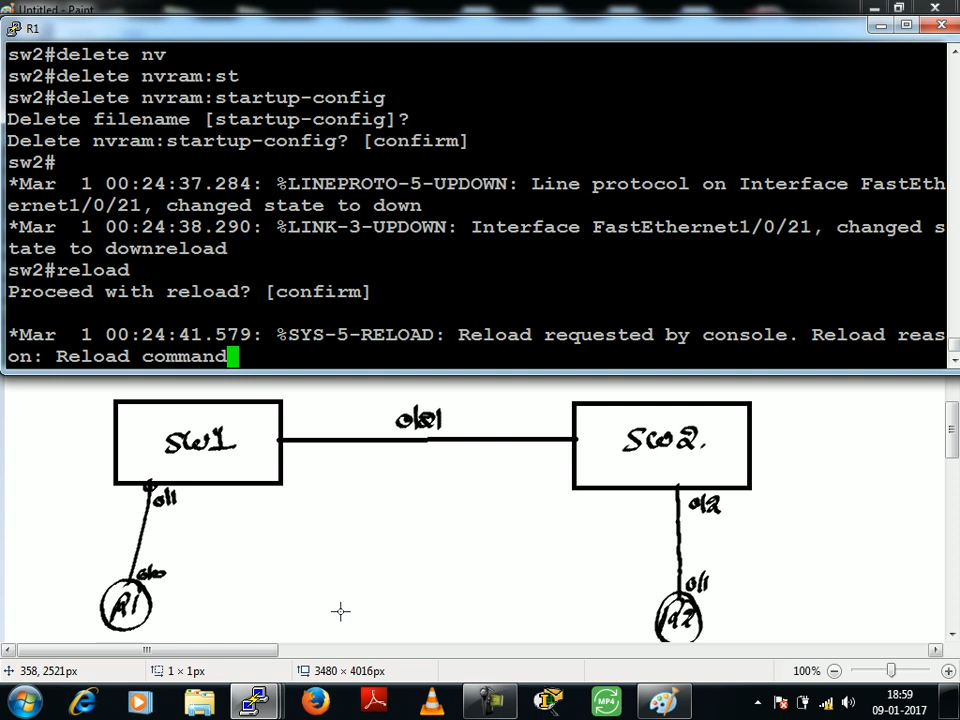 Untitled - Paint
R1
sw2#delete nv
sw2#delete nvram:st
sw2#delete nvram:startup-config
Delete filename [startup-config]?
Delete nvram:startup-config? [confirm]
sw2#
*Mar  1 00:24:37.284: %LINEPROTO-5-UPDOWN: Line protocol on Interface FastEth
ernet1/0/21, changed state to down
*Mar  1 00:24:38.290: %LINK-3-UPDOWN: Interface FastEthernet1/0/21, changed s
tate to downreload
sw2#reload
Proceed with reload? [confirm]
*Mar  1 00:24:41.579: %SYS-5-RELOAD: Reload requested by console. Reload reas
on: Reload command
SW1
0/21
SW2.
0/1
0/2
0/0
0/1
R1
R2
358, 2521px
1 × 1px
3480 × 4016px
100%
MP4
18:59
09-01-2017